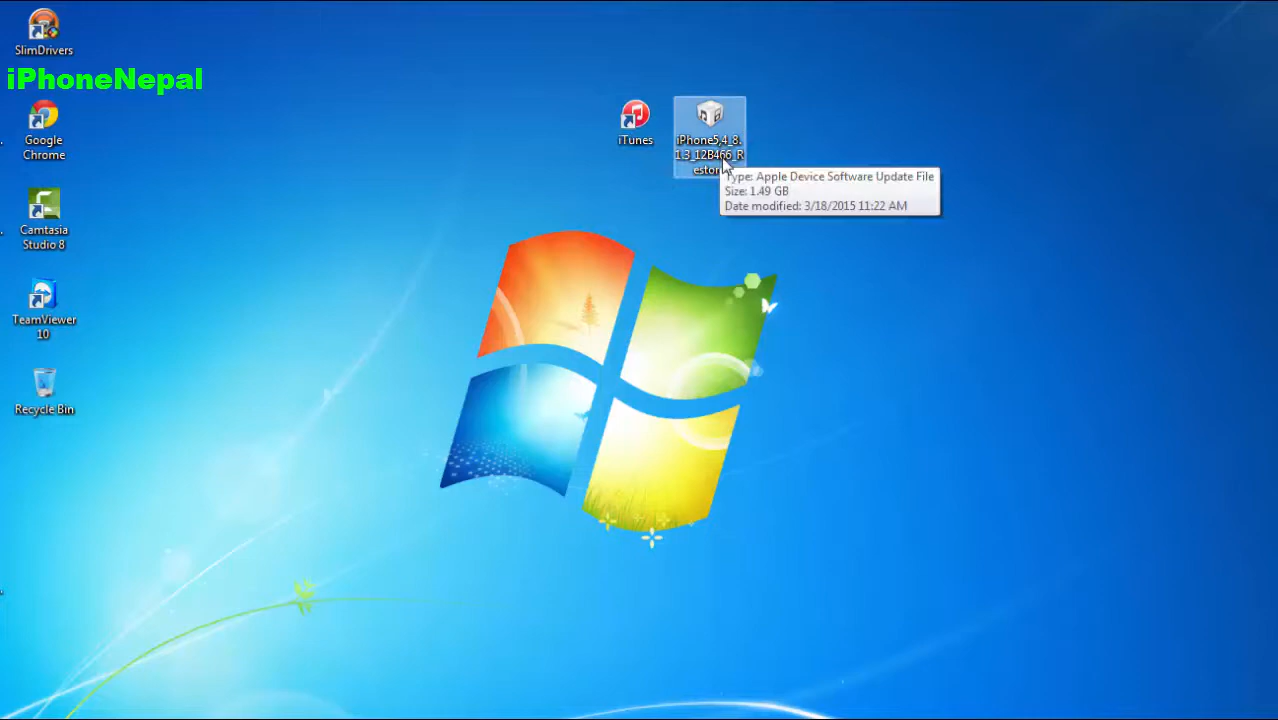 SlimDrivers
iPhoneNepal
Google
Chrome
Camtasia
Studio 8
TeamViewer
10
Recycle Bin
iTunes
iPhone5,4_8.
1.3_12B466_R
estor
Type: Apple Device Software Update File
Size: 1.49 GB
Date modified: 3/18/2015 11:22 AM